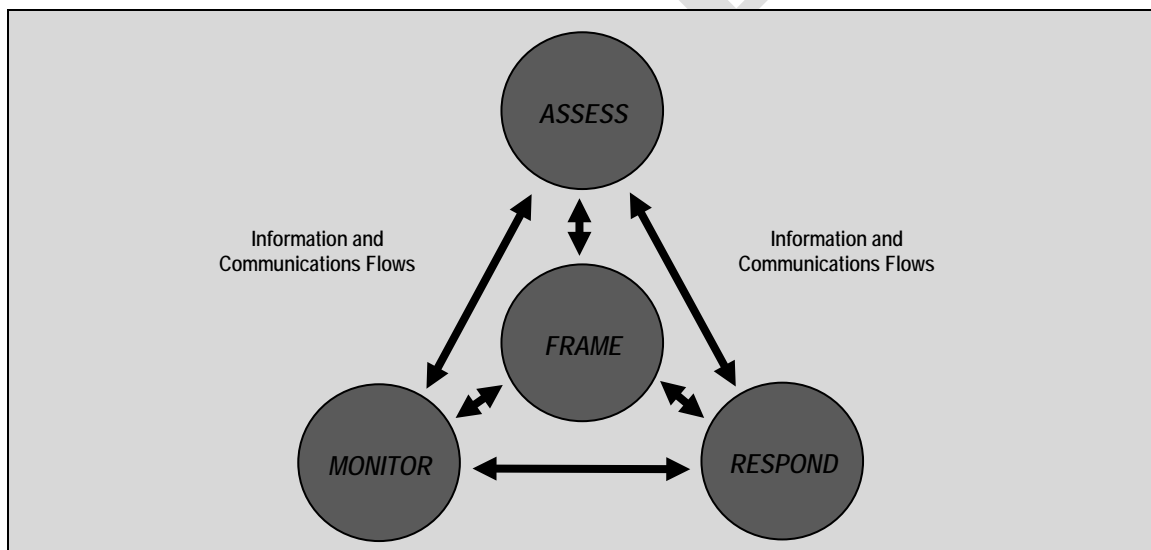 ASSESS
Information and
Communications Flows
Information and
Communications Flows
FRAME
MONITOR
RESPOND